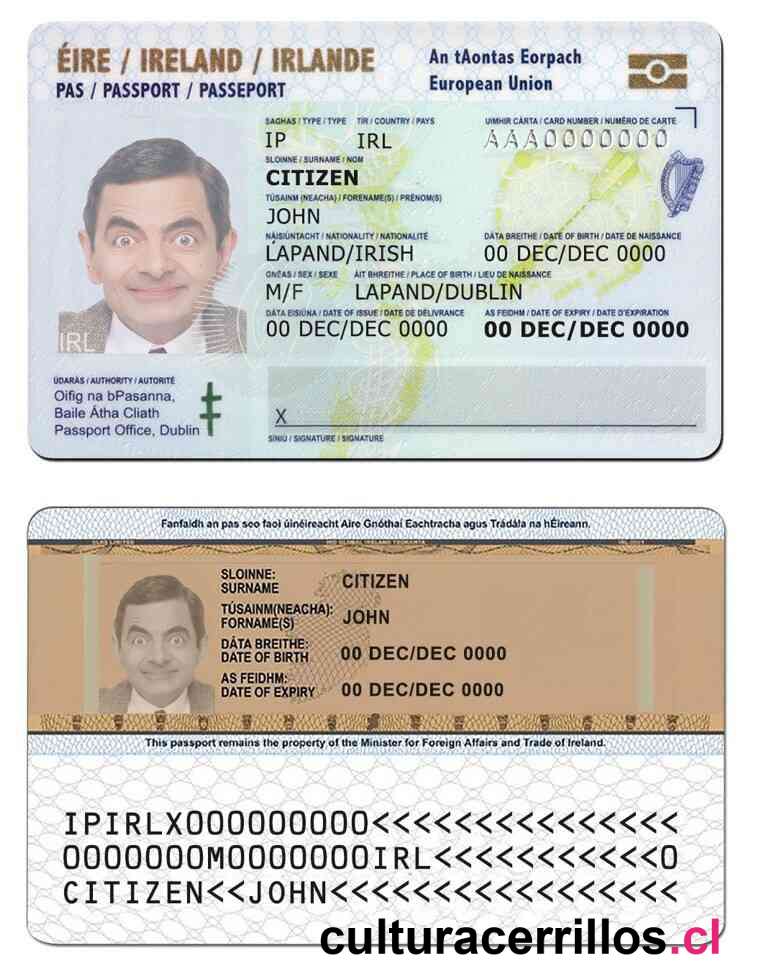 ÉIRE / IRELAND / IRLANDE
PAS / PASSPORT / PASSEPORT
An tAontas Eorpach
European Union
SAGHAS / TYPE / TYPE TÍR / COUNTRY / PAYS UIMHIR CÁRTA / CARD NUMBER / NUMÉRO DE CARTE
IP IRL AAA0000000
SLOINNE / SURNAME / NOM
CITIZEN
TÚSAINM (NEACHA) / FORENAME(S) / PRÉNOM(S)
JOHN
NÁISIÚNTACHT / NATIONALITY / NATIONALITÉ DÁTA BREITHE / DATE OF BIRTH / DATE DE NAISSANCE
LAPAND/IRISH 00 DEC/DEC 0000
GNÉAS / SEX / SEXE ÁIT BHREITHE / PLACE OF BIRTH / LIEU DE NAISSANCE
M/F LAPAND/DUBLIN
DÁTA EISIÚNA / DATE OF ISSUE / DATE DE DÉLIVRANCE AS FEIDHM / DATE OF EXPIRY / DATE D'EXPIRATION
00 DEC/DEC 0000 00 DEC/DEC 0000
IRL
ÚDARÁS / AUTHORITY / AUTORITÉ
Oifig na bPasanna,
Baile Átha Cliath
Passport Office, Dublin
X
SÍNIÚ / SIGNATURE / SIGNATURE
Fanfaidh an pas seo faoi úinéireacht Aire Gnóthaí Eachtracha agus Trádála na hÉireann.
SLOINNE:
SURNAME CITIZEN
TÚSAINM(NEACHA):
FORNAMÉ(S) JOHN
DÁTA BREITHE:
DATE OF BIRTH 00 DEC/DEC 0000
AS FEIDHM:
DATE OF EXPIRY 00 DEC/DEC 0000
This passport remains the property of the Minister for Foreign Affairs and Trade of Ireland.
IPIRLX000000000<<<<<<<<<<<<<<<
0000000M0000000IRL<<<<<<<<<<<0
CITIZEN<<JOHN<<<<<<<<<<<<<<<<<
culturacerrillos.cl